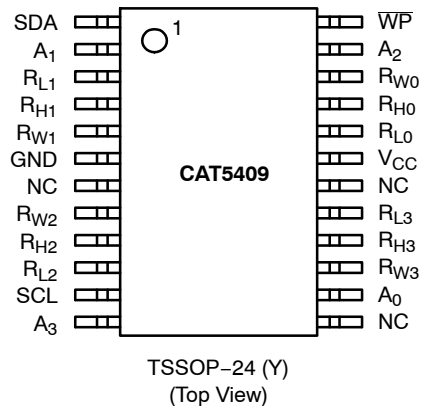 SDA 1 W̅P̅
A1 A2
RL1 RW0
RH1 RH0
RW1 RL0
GND VCC
CAT5409
NC NC
RW2 RL3
RH2 RH3
RL2 RW3
SCL A0
A3 NC
TSSOP−24 (Y)
(Top View)